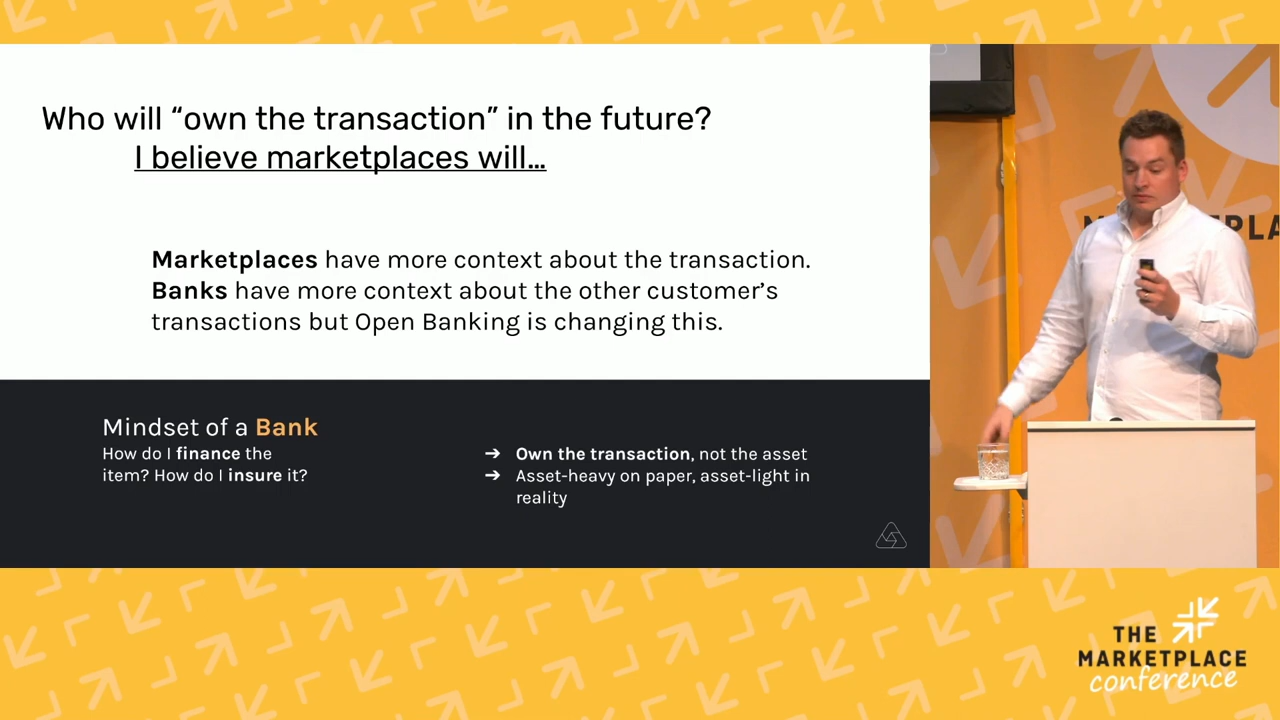 Who will “own the transaction” in the future?
I believe marketplaces will…
Marketplaces have more context about the transaction.
Banks have more context about the other customer’s
transactions but Open Banking is changing this.
Mindset of a Bank
How do I finance the
item? How do I insure it?
➔ Own the transaction, not the asset
➔ Asset-heavy on paper, asset-light in
reality
THE
MARKETPLACE
conference